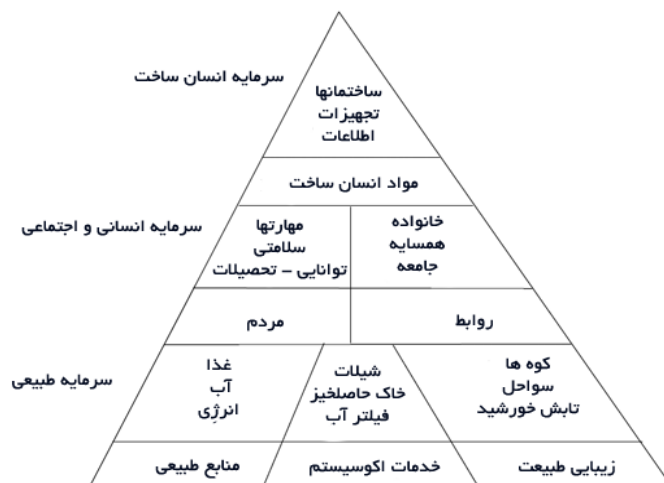 سرمایه انسان ساخت
ساختمانها
تجهیزات
اطلاعات
مواد انسان ساخت
سرمایه انسانی و اجتماعی
خانواده
همسایه
جامعه
مهارتها
سلامتی
توانایی - تحصیلات
روابط
مردم
سرمایه طبیعی
کوه ها
سواحل
تابش خورشید
شیلات
خاک حاصلخیز
فیلتر آب
غذا
آب
انرژِی
زیبایی طبیعت
خدمات اکوسیستم
منابع طبیعی